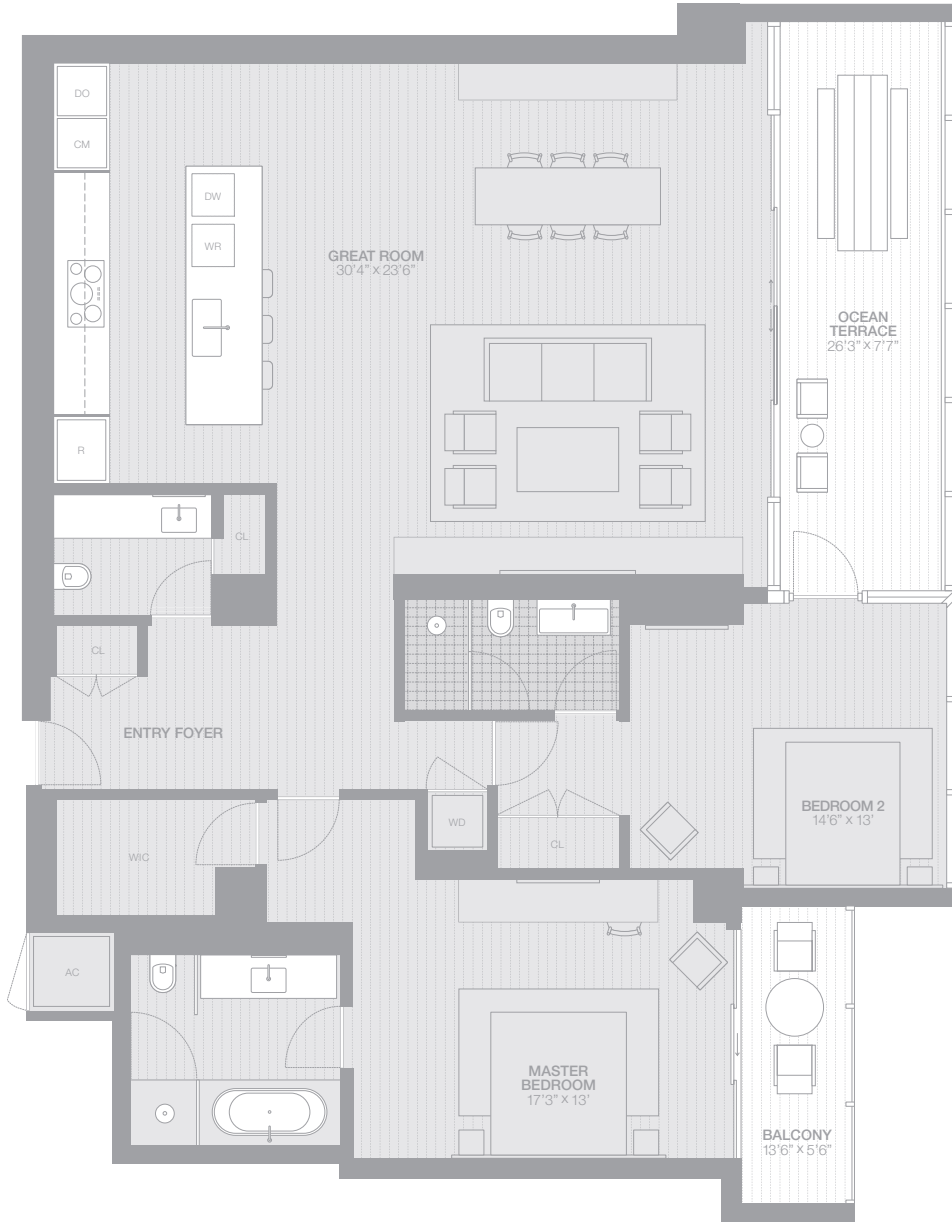 DO
CM
DW
WR
GREAT ROOM
30'4" x 23'6"
OCEAN
TERRACE
26'3" x 7'7"
R
CL
CL
ENTRY FOYER
WIC
WD
CL
BEDROOM 2
14'6" x 13'
AC
MASTER
BEDROOM
17'3" x 13'
BALCONY
13'6" x 5'6"